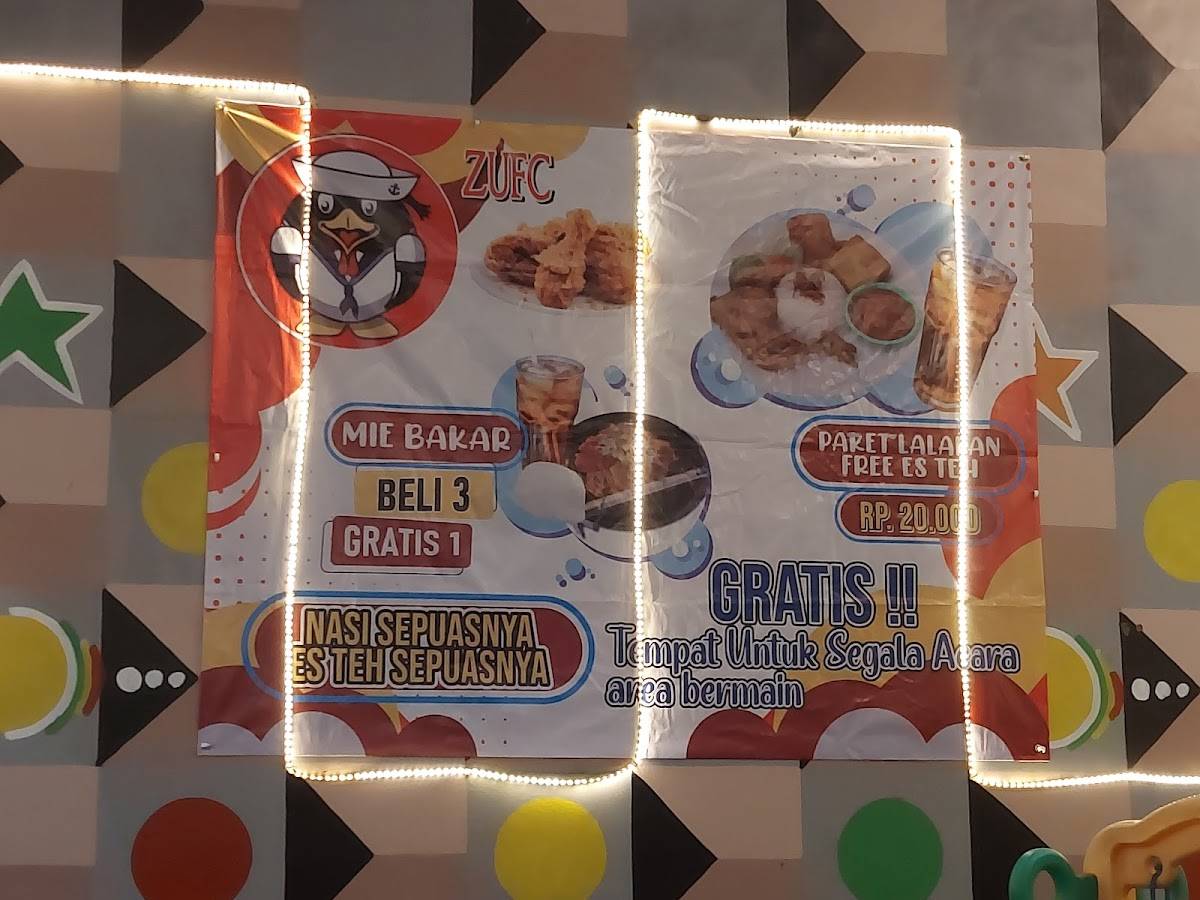 ZUFC
MIE BAKAR
BELI 3
GRATIS 1
NASI SEPUASNYA
ES TEH SEPUASNYA
PAKET LALAPAN
FREE ES TEH
RP. 20.000
GRATIS !!
Tempat Untuk Segala Acara
area bermain